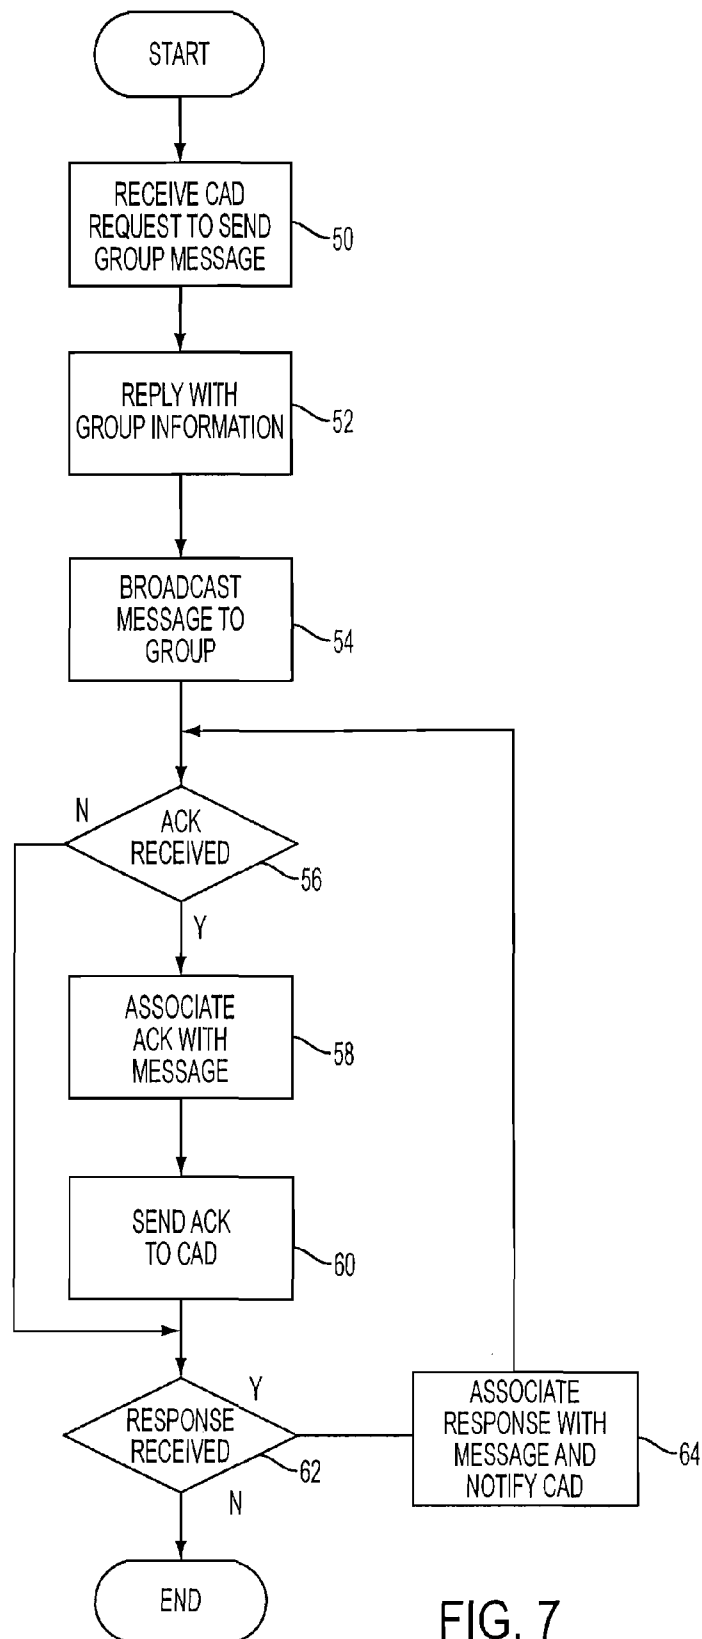 START
RECEIVE CAD
REQUEST TO SEND
GROUP MESSAGE
50
REPLY WITH
GROUP INFORMATION
52
BROADCAST
MESSAGE TO
GROUP
54
N
ACK
RECEIVED
56
Y
ASSOCIATE
ACK WITH
MESSAGE
58
SEND ACK
TO CAD
60
Y
RESPONSE
RECEIVED
62
N
ASSOCIATE
RESPONSE WITH
MESSAGE AND
NOTIFY CAD
64
END
FIG. 7